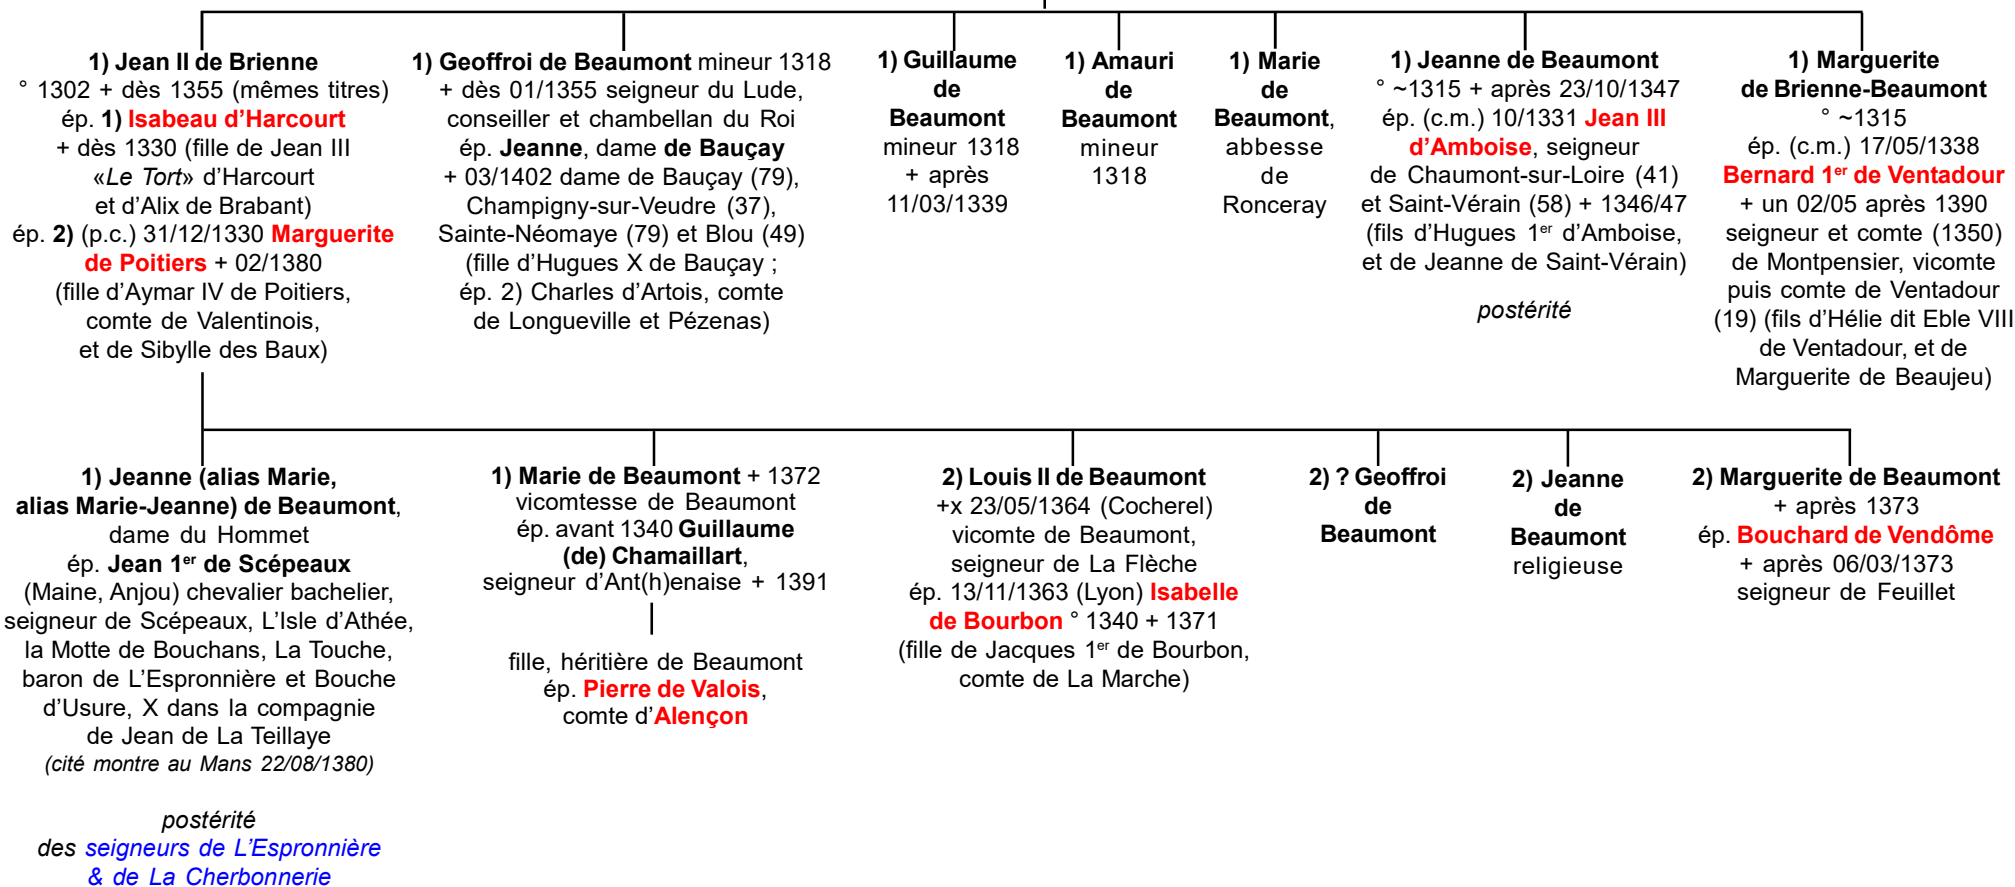 1) Jean II de Brienne
° 1302 + dès 1355 (mêmes titres)
ép. 1) Isabeau d’Harcourt
+ dès 1330 (fille de Jean III
«Le Tort» d’Harcourt
et d’Alix de Brabant)
ép. 2) (p.c.) 31/12/1330 Marguerite
de Poitiers + 02/1380
(fille d’Aymar IV de Poitiers,
comte de Valentinois,
et de Sibylle des Baux)
1) Geoffroi de Beaumont mineur 1318
+ dès 01/1355 seigneur du Lude,
conseiller et chambellan du Roi
ép. Jeanne, dame de Bauçay
+ 03/1402 dame de Bauçay (79),
Champigny-sur-Veudre (37),
Sainte-Néomaye (79) et Blou (49)
(fille d’Hugues X de Bauçay ;
ép. 2) Charles d’Artois, comte
de Longueville et Pézenas)
1) Guillaume
de
Beaumont
mineur 1318
+ après
11/03/1339
1) Amauri
de
Beaumont
mineur
1318
1) Marie
de
Beaumont,
abbesse
de
Ronceray
1) Jeanne de Beaumont
° ~1315 + après 23/10/1347
ép. (c.m.) 10/1331 Jean III
d’Amboise, seigneur
de Chaumont-sur-Loire (41)
et Saint-Vérain (58) + 1346/47
(fils d’Hugues 1er d’Amboise,
et de Jeanne de Saint-Vérain)
postérité
1) Marguerite
de Brienne-Beaumont
° ~1315
ép. (c.m.) 17/05/1338
Bernard 1er de Ventadour
+ un 02/05 après 1390
seigneur et comte (1350)
de Montpensier, vicomte
puis comte de Ventadour
(19) (fils d’Hélie dit Eble VIII
de Ventadour, et de
Marguerite de Beaujeu)
1) Jeanne (alias Marie,
alias Marie-Jeanne) de Beaumont,
dame du Hommet
ép. Jean 1er de Scépeaux
(Maine, Anjou) chevalier bachelier,
seigneur de Scépeaux, L’Isle d’Athée,
la Motte de Bouchans, La Touche,
baron de L’Espronnière et Bouche
d’Usure, X dans la compagnie
de Jean de La Teillaye
(cité montre au Mans 22/08/1380)
postérité
des seigneurs de L’Espronnière
& de La Cherbonnerie
1) Marie de Beaumont + 1372
vicomtesse de Beaumont
ép. avant 1340 Guillaume
(de) Chamaillart,
seigneur d’Ant(h)enaise + 1391
fille, héritière de Beaumont
ép. Pierre de Valois,
comte d’Alençon
2) Louis II de Beaumont
+x 23/05/1364 (Cocherel)
vicomte de Beaumont,
seigneur de La Flèche
ép. 13/11/1363 (Lyon) Isabelle
de Bourbon ° 1340 + 1371
(fille de Jacques 1er de Bourbon,
comte de La Marche)
2) ? Geoffroi
de
Beaumont
2) Jeanne
de
Beaumont
religieuse
2) Marguerite de Beaumont
+ après 1373
ép. Bouchard de Vendôme
+ après 06/03/1373
seigneur de Feuillet